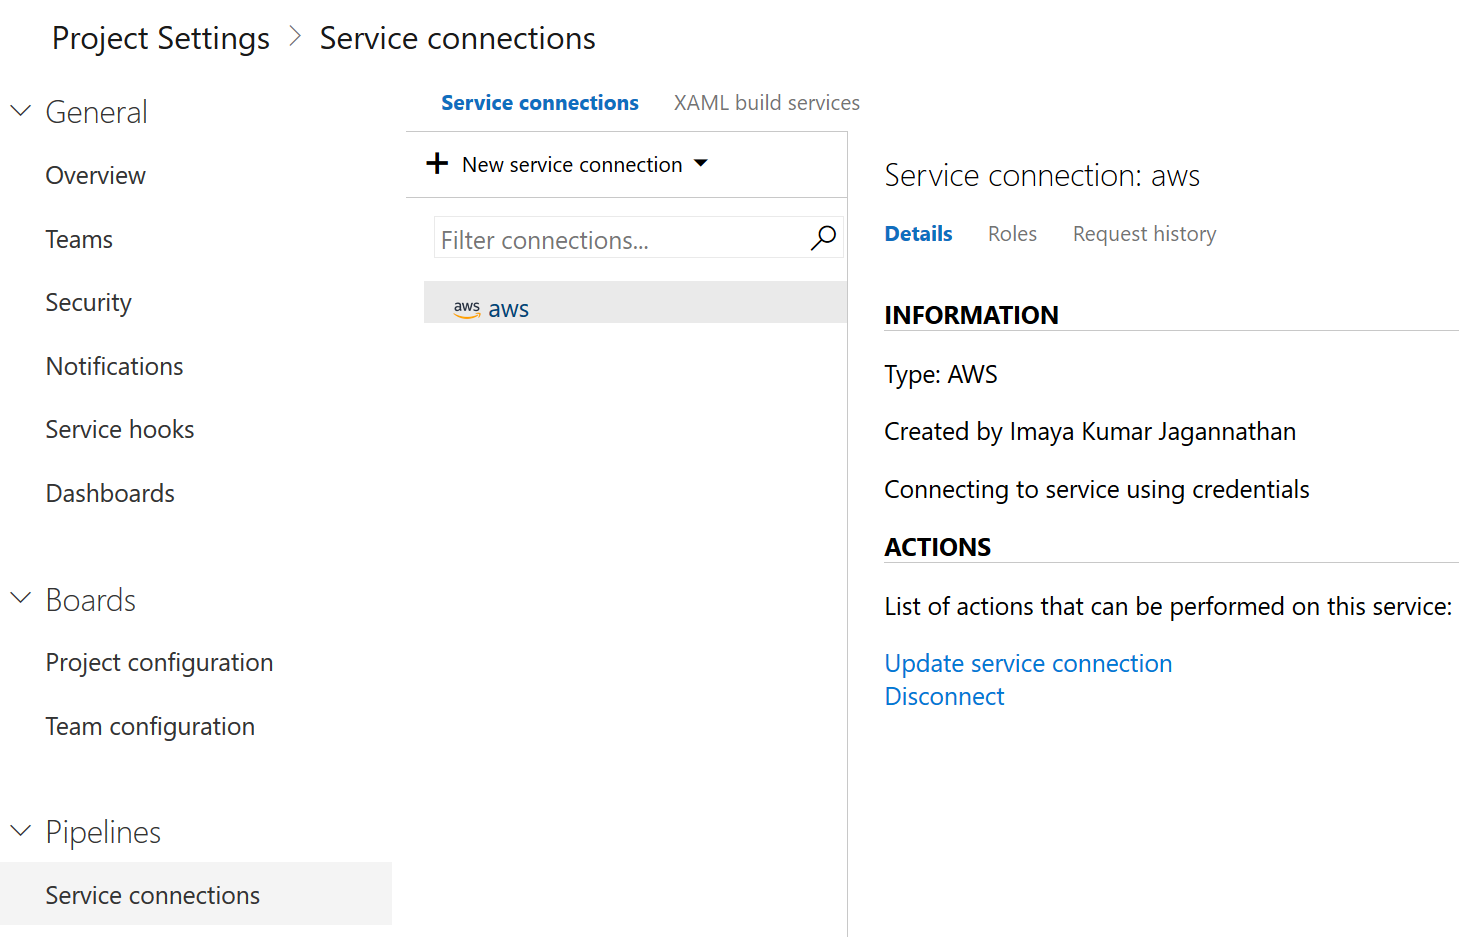 Project Settings > Service connections
General
Overview
Teams
Security
Notifications
Service hooks
Dashboards
Boards
Project configuration
Team configuration
Pipelines
Service connections
Service connections XAML build services
+ New service connection
Filter connections...
aws aws
Service connection: aws
Details Roles Request history
INFORMATION
Type: AWS
Created by Imaya Kumar Jagannathan
Connecting to service using credentials
ACTIONS
List of actions that can be performed on this service:
Update service connection
Disconnect